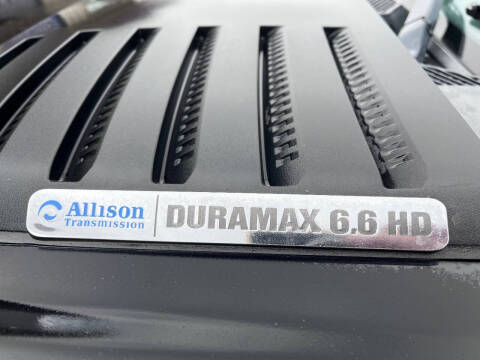 Allison DURAMAX 6.6 HD
Transmission